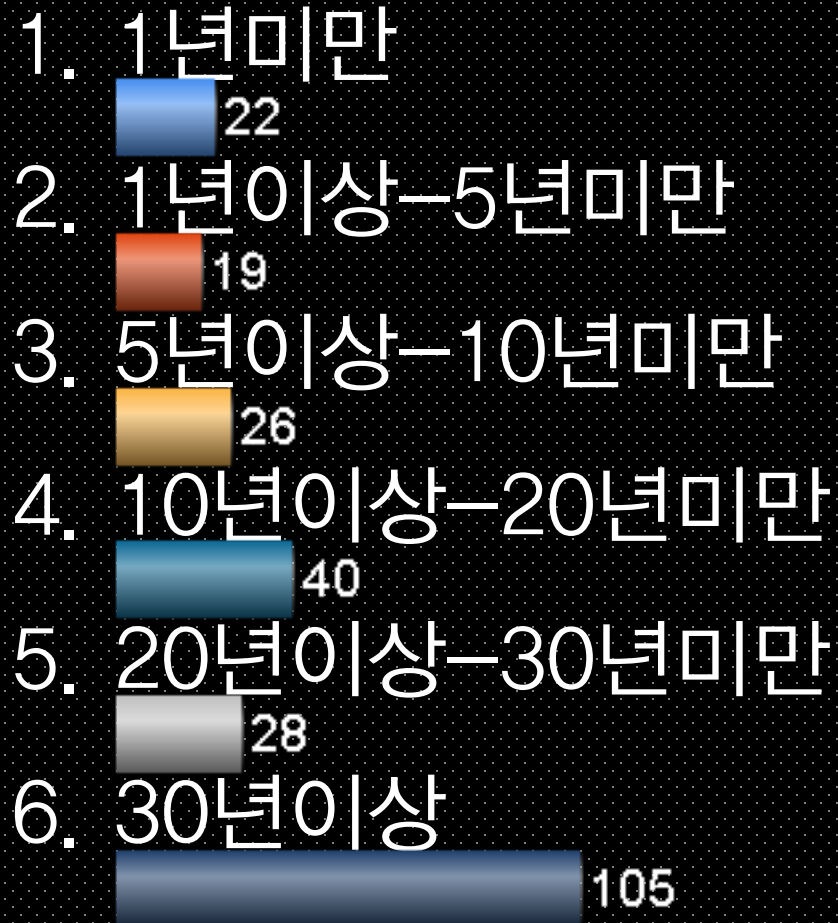 1. 1년미만
22
2. 1년이상-5년미만
19
3. 5년이상-10년미만
26
4. 10년이상-20년미만
40
5. 20년이상-30년미만
28
6. 30년이상
105